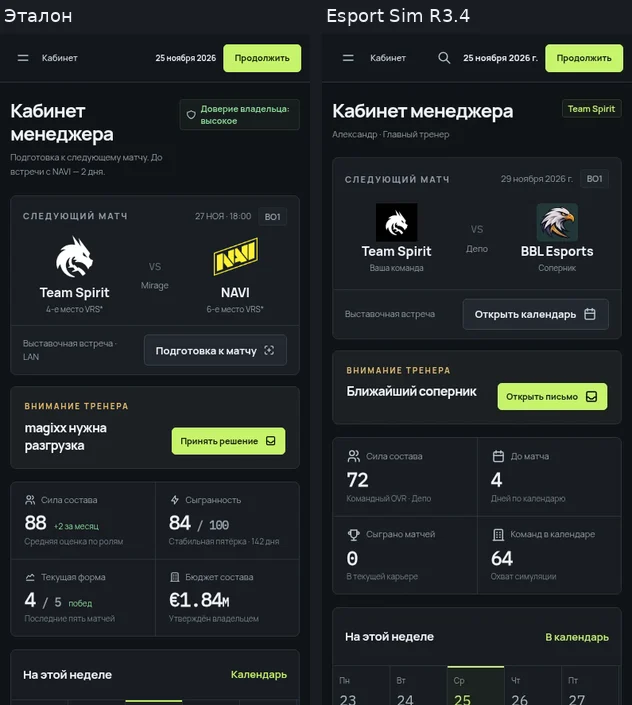 Эталон
Кабинет
25 ноября 2026
Продолжить
Кабинет
менеджера
Доверие владельца:
высокое
Подготовка к следующему матчу. До
встречи с NAVI — 2 дня.
СЛЕДУЮЩИЙ МАТЧ
27 НОЯ · 18:00
BO1
VS
Mirage
NAVI
Team Spirit
NAVI
4-е место VRS*
6-е место VRS*
Выставочная встреча ·
LAN
Подготовка к матчу
ВНИМАНИЕ ТРЕНЕРА
magixx нужна
разгрузка
Принять решение
Сила состава
88 +2 за месяц
Средняя оценка по ролям
Сыгранность
84 / 100
Стабильная пятёрка · 142 дня
Текущая форма
4 / 5 побед
Последние пять матчей
Бюджет состава
€1.84м
Утверждён владельцем
На этой неделе
Календарь
Esport Sim R3.4
Кабинет
25 ноября 2026 г.
Продолжить
Кабинет менеджера
Team Spirit
Александр · Главный тренер
СЛЕДУЮЩИЙ МАТЧ
29 ноября 2026 г.
BO1
VS
Депо
Team Spirit
BBL Esports
Ваша команда
Соперник
Выставочная встреча
Открыть календарь
ВНИМАНИЕ ТРЕНЕРА
Ближайший соперник
Открыть письмо
Сила состава
72
Командный OVR · Депо
До матча
4
Дней по календарю
Сыграно матчей
0
В текущей карьере
Команд в календаре
64
Охват симуляции
На этой неделе
В календарь
Пн
Вт
Ср
Чт
Пт
23
24
25
26
27